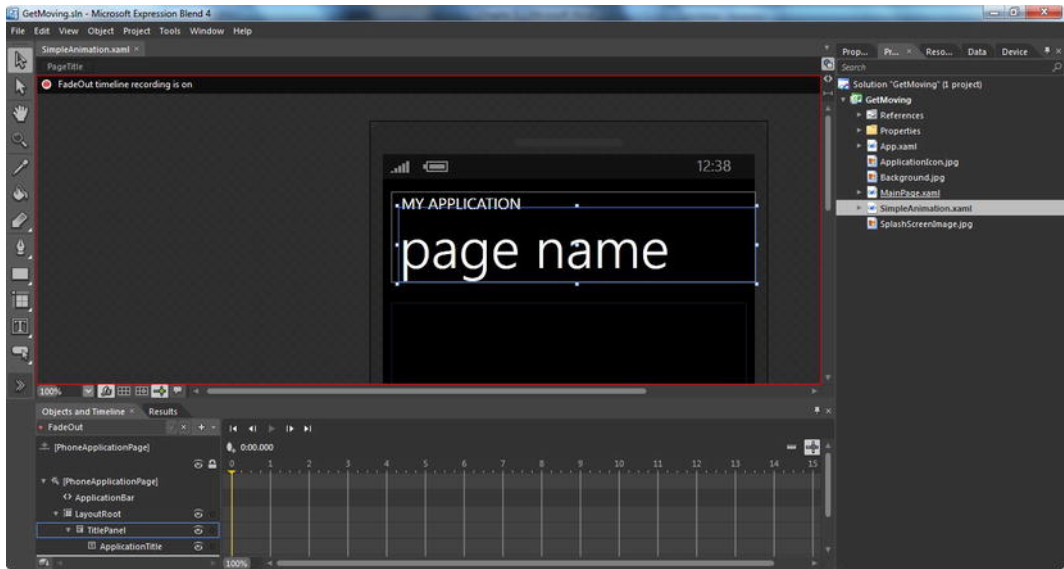 GetMoving.sln - Microsoft Expression Blend 4
File Edit View Object Project Tools Window Help
SimpleAnimation.xaml ×
PageTitle
FadeOut timeline recording is on
12:38
MY APPLICATION
page name
100%
Objects and Timeline × Results
FadeOut
[PhoneApplicationPage] 0:00.000
0 1 2 3 4 5 6 7 8 9 10 11 12 13 14 15
[PhoneApplicationPage]
ApplicationBar
LayoutRoot
TitlePanel
ApplicationTitle
100%
Prop... Pr... × Reso... Data Device
Search
Solution "GetMoving" (1 project)
GetMoving
References
Properties
App.xaml
ApplicationIcon.jpg
Background.jpg
MainPage.xaml
SimpleAnimation.xaml
SplashScreenImage.jpg